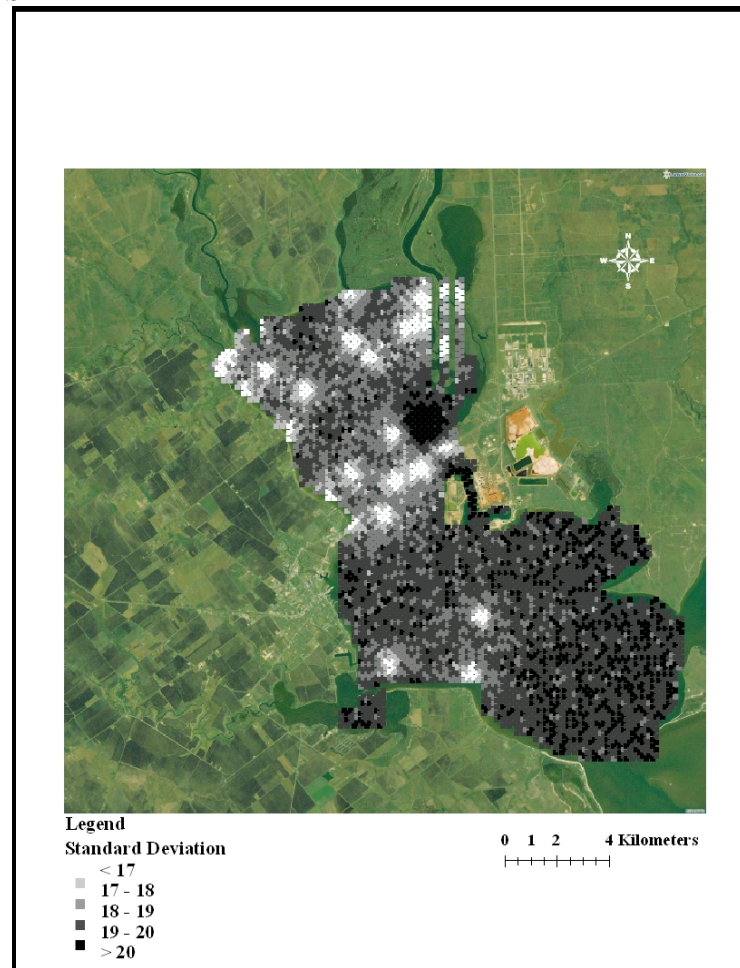 N
W E
S
Legend
Standard Deviation
< 17
17 - 18
18 - 19
19 - 20
> 20
0 1 2 4 Kilometers